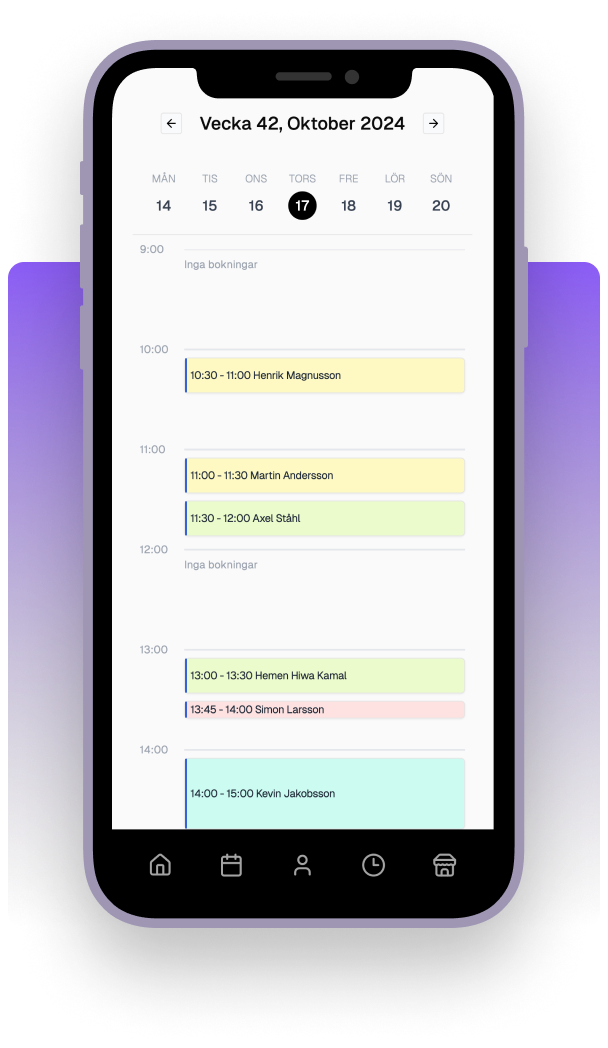 Vecka 42, Oktober 2024
MÅN TIS ONS TORS FRE LÖR SÖN
14 15 16 17 18 19 20
9:00
Inga bokningar
10:00
10:30 - 11:00 Henrik Magnusson
11:00
11:00 - 11:30 Martin Andersson
11:30 - 12:00 Axel Ståhl
12:00
Inga bokningar
13:00
13:00 - 13:30 Hemen Hiwa Kamal
13:45 - 14:00 Simon Larsson
14:00
14:00 - 15:00 Kevin Jakobsson